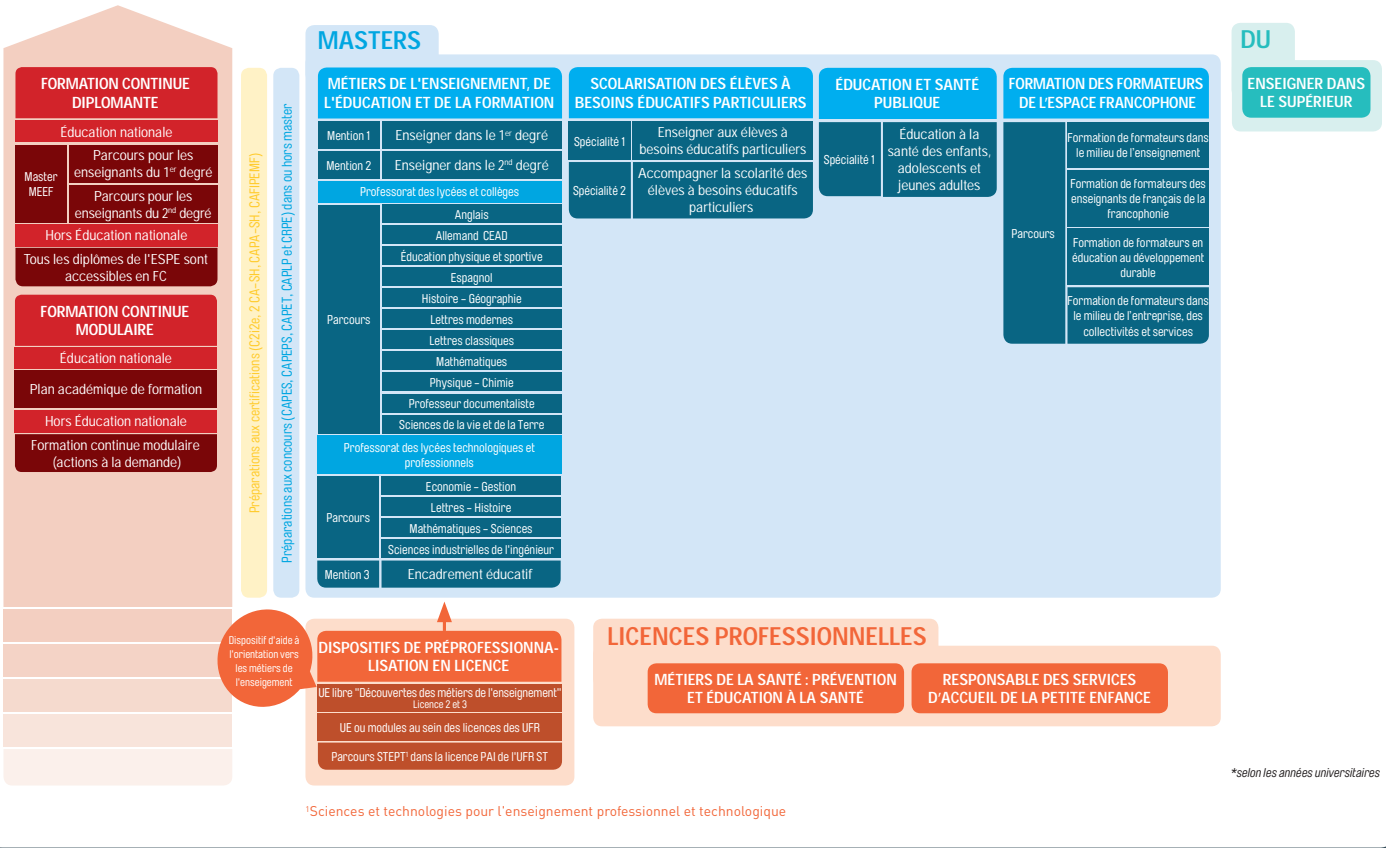 FORMATION CONTINUE
DIPLOMANTE
Éducation nationale
Master
MEEF
Parcours pour les
enseignants du 1er degré
Parcours pour les
enseignants du 2nd degré
Hors Éducation nationale
Tous les diplômes de l'ESPE sont
accessibles en FC
FORMATION CONTINUE
MODULAIRE
Éducation nationale
Plan académique de formation
Hors Éducation nationale
Formation continue modulaire
(actions à la demande)
Préparations aux certifications (C2i2e, 2 CA-SH, CAPA-SH, CAFIPEMF)
Préparations aux concours (CAPES, CAPEPS, CAPET, CAPLP et CRPE) dans ou hors master
MASTERS
MÉTIERS DE L'ENSEIGNEMENT, DE
L'ÉDUCATION ET DE LA FORMATION
Mention 1
Enseigner dans le 1er degré
Mention 2
Enseigner dans le 2nd degré
Professorat des lycées et collèges
Parcours
Anglais
Allemand CEAD
Éducation physique et sportive
Espagnol
Histoire – Géographie
Lettres modernes
Lettres classiques
Mathématiques
Physique – Chimie
Professeur documentaliste
Sciences de la vie et de la Terre
Professorat des lycées technologiques et
professionnels
Parcours
Economie – Gestion
Lettres – Histoire
Mathématiques – Sciences
Sciences industrielles de l'ingénieur
Mention 3
Encadrement éducatif
SCOLARISATION DES ÉLÈVES À
BESOINS ÉDUCATIFS PARTICULIERS
Spécialité 1
Enseigner aux élèves à
besoins éducatifs particuliers
Spécialité 2
Accompagner la scolarité des
élèves à besoins éducatifs
particuliers
ÉDUCATION ET SANTÉ
PUBLIQUE
Spécialité 1
Éducation à la
santé des enfants,
adolescents et
jeunes adultes
FORMATION DES FORMATEURS
DE L'ESPACE FRANCOPHONE
Parcours
Formation de formateurs dans
le milieu de l'enseignement
Formation de formateurs des
enseignants de français de la
francophonie
Formation de formateurs en
éducation au développement
durable
Formation de formateurs dans
le milieu de l'entreprise, des
collectivités et services
DU
ENSEIGNER DANS
LE SUPÉRIEUR
Dispositif d'aide à
l'orientation vers
les métiers de
l'enseigement
DISPOSITIFS DE PRÉPROFESSIONNA-
LISATION EN LICENCE
UE libre "Découvertes des métiers de l'enseignement"
Licence 2 et 3
UE ou modules au sein des licences des UFR
Parcours STEPT1 dans la licence PAI de l'UFR ST
LICENCES PROFESSIONNELLES
MÉTIERS DE LA SANTÉ : PRÉVENTION
ET ÉDUCATION À LA SANTÉ
RESPONSABLE DES SERVICES
D'ACCUEIL DE LA PETITE ENFANCE
*selon les années universitaires
1Sciences et technologies pour l'enseignement professionnel et technologique